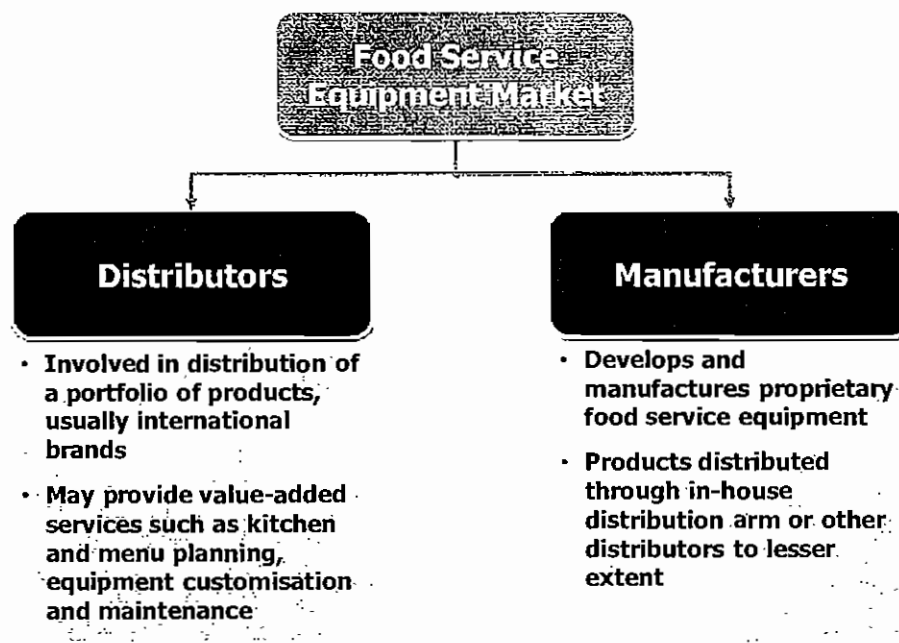 Food Service
Equipment Market
Distributors
• Involved in distribution of
a portfolio of products,
usually international
brands
• May provide value-added
services such as kitchen
and menu planning,
equipment customisation
and maintenance
Manufacturers
• Develops and
manufactures proprietary
food service equipment
• Products distributed
through in-house
distribution arm or other
distributors to lesser
extent